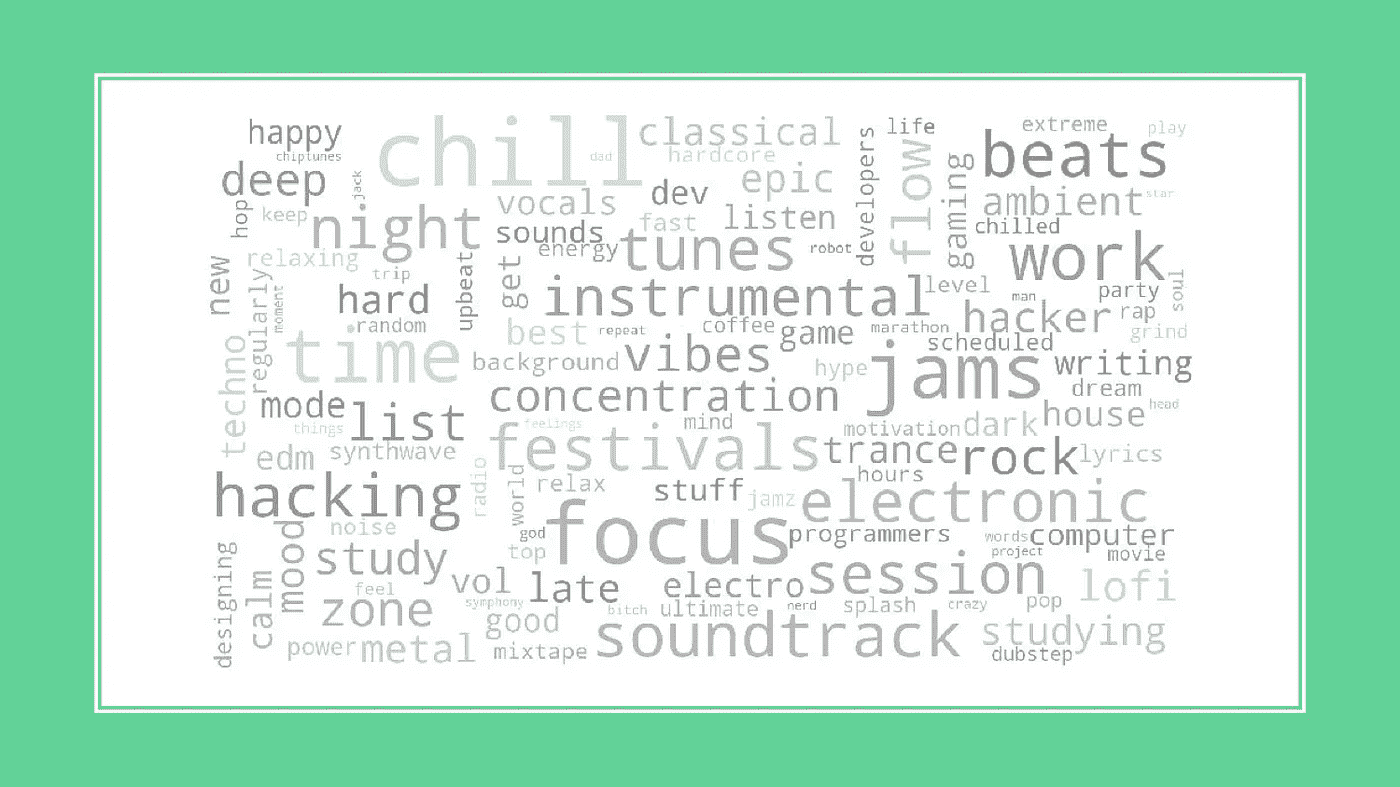 happy
chill
classical
life
extreme
play
chiptunes
dad
hardcore
developers
flow
gaming
beats
deep
jack
vocals
dev
epic
ambient
star
hop
keep
night
sounds
fast
listen
chilled
relaxing
energy
tunes
robot
work
new
regularly
moment
trip
upbeat
get
instrumental
level
man
party
soul
hard
random
best
repeat
coffee
game
marathon
hacker
rap
grind
techno
time
background
vibes
hype
jams
scheduled
writing
mode
list
concentration
dream
head
things
feelings
mind
motivation
dark
house
edm
synthwave
festivals
trance
rock
lyrics
hacking
radio
world
relax
stuff
jamz
hours
electronic
noise
god
focus
programmers
words
computer
designing
calm
mood
study
top
project
movie
feel
vol
late
electro
session
lofi
zone
symphony
bitch
ultimate
nerd
splash
crazy
pop
power
metal
good
mixtape
soundtrack
studying
dubstep